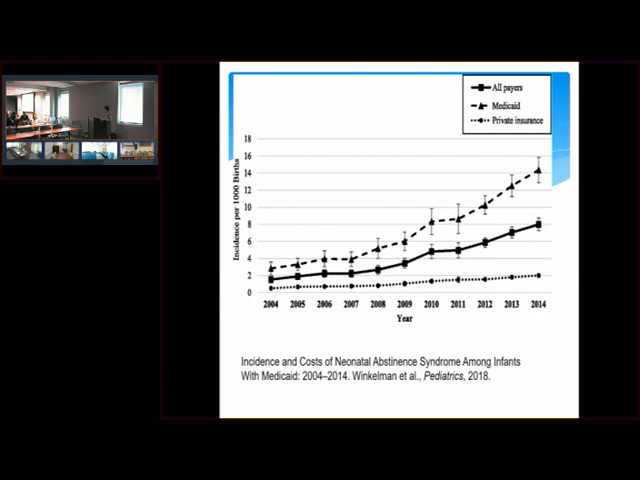 All payers
Medicaid
Private insurance
Incidence per 1000 Births
18
16
14
12
10
8
6
4
2
0
2004 2005 2006 2007 2008 2009 2010 2011 2012 2013 2014
Year
Incidence and Costs of Neonatal Abstinence Syndrome Among Infants
With Medicaid: 2004–2014. Winkelman et al., Pediatrics, 2018.